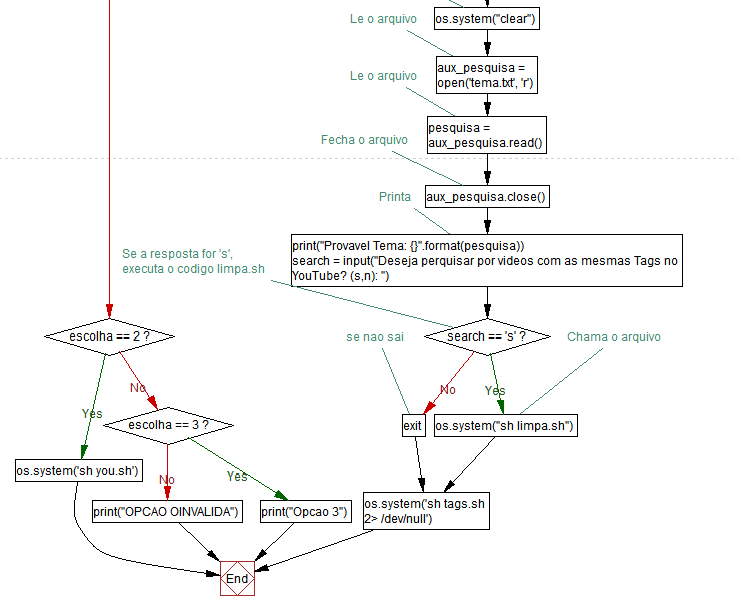 Le o arquivo
os.system("clear")
Le o arquivo
aux_pesquisa =
open('tema.txt', 'r')
Fecha o arquivo
pesquisa =
aux_pesquisa.read()
Printa
aux_pesquisa.close()
print("Provavel Tema: {}".format(pesquisa))
search = input("Deseja perquisar por videos com as mesmas Tags no
YouTube? (s,n): ")
Se a resposta for 's',
executa o codigo limpa.sh
escolha == 2 ?
se nao sai
search == 's' ?
Chama o arquivo
No
Yes
No
Yes
escolha == 3 ?
exit
os.system("sh limpa.sh")
os.system('sh you.sh')
No
Yes
print("OPCAO OINVALIDA")
print("Opcao 3")
os.system('sh tags.sh
2> /dev/null')
End